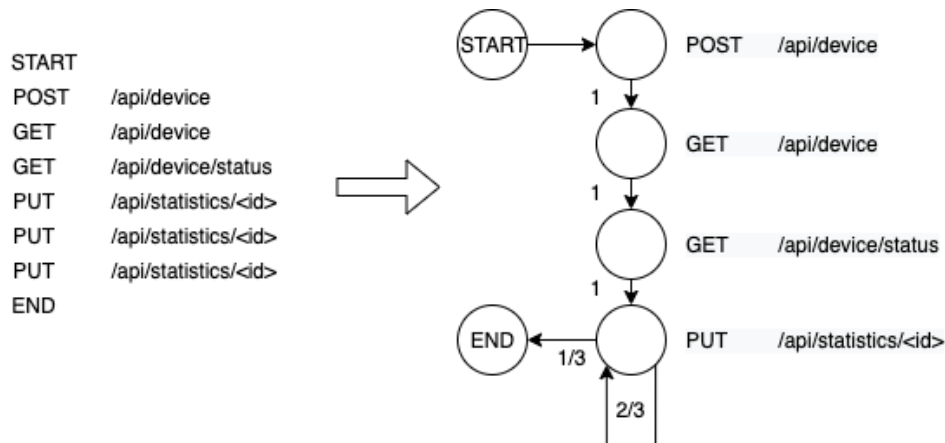 START
POST /api/device
GET /api/device
GET /api/device/status
PUT /api/statistics/<id>
PUT /api/statistics/<id>
PUT /api/statistics/<id>
END
START
POST /api/device
1
GET /api/device
1
GET /api/device/status
1
END
1/3
PUT /api/statistics/<id>
2/3